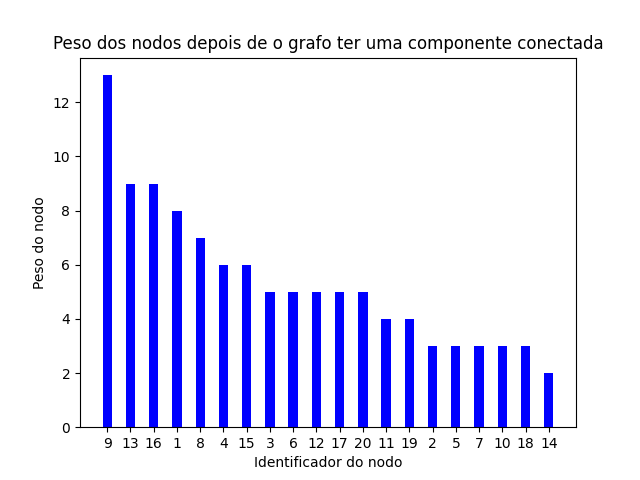 Peso dos nodos depois de o grafo ter uma componente conectada
Peso do nodo
12
10
8
6
4
2
0
9 13 16 1 8 4 15 3 6 12 17 20 11 19 2 5 7 10 18 14
Identificador do nodo